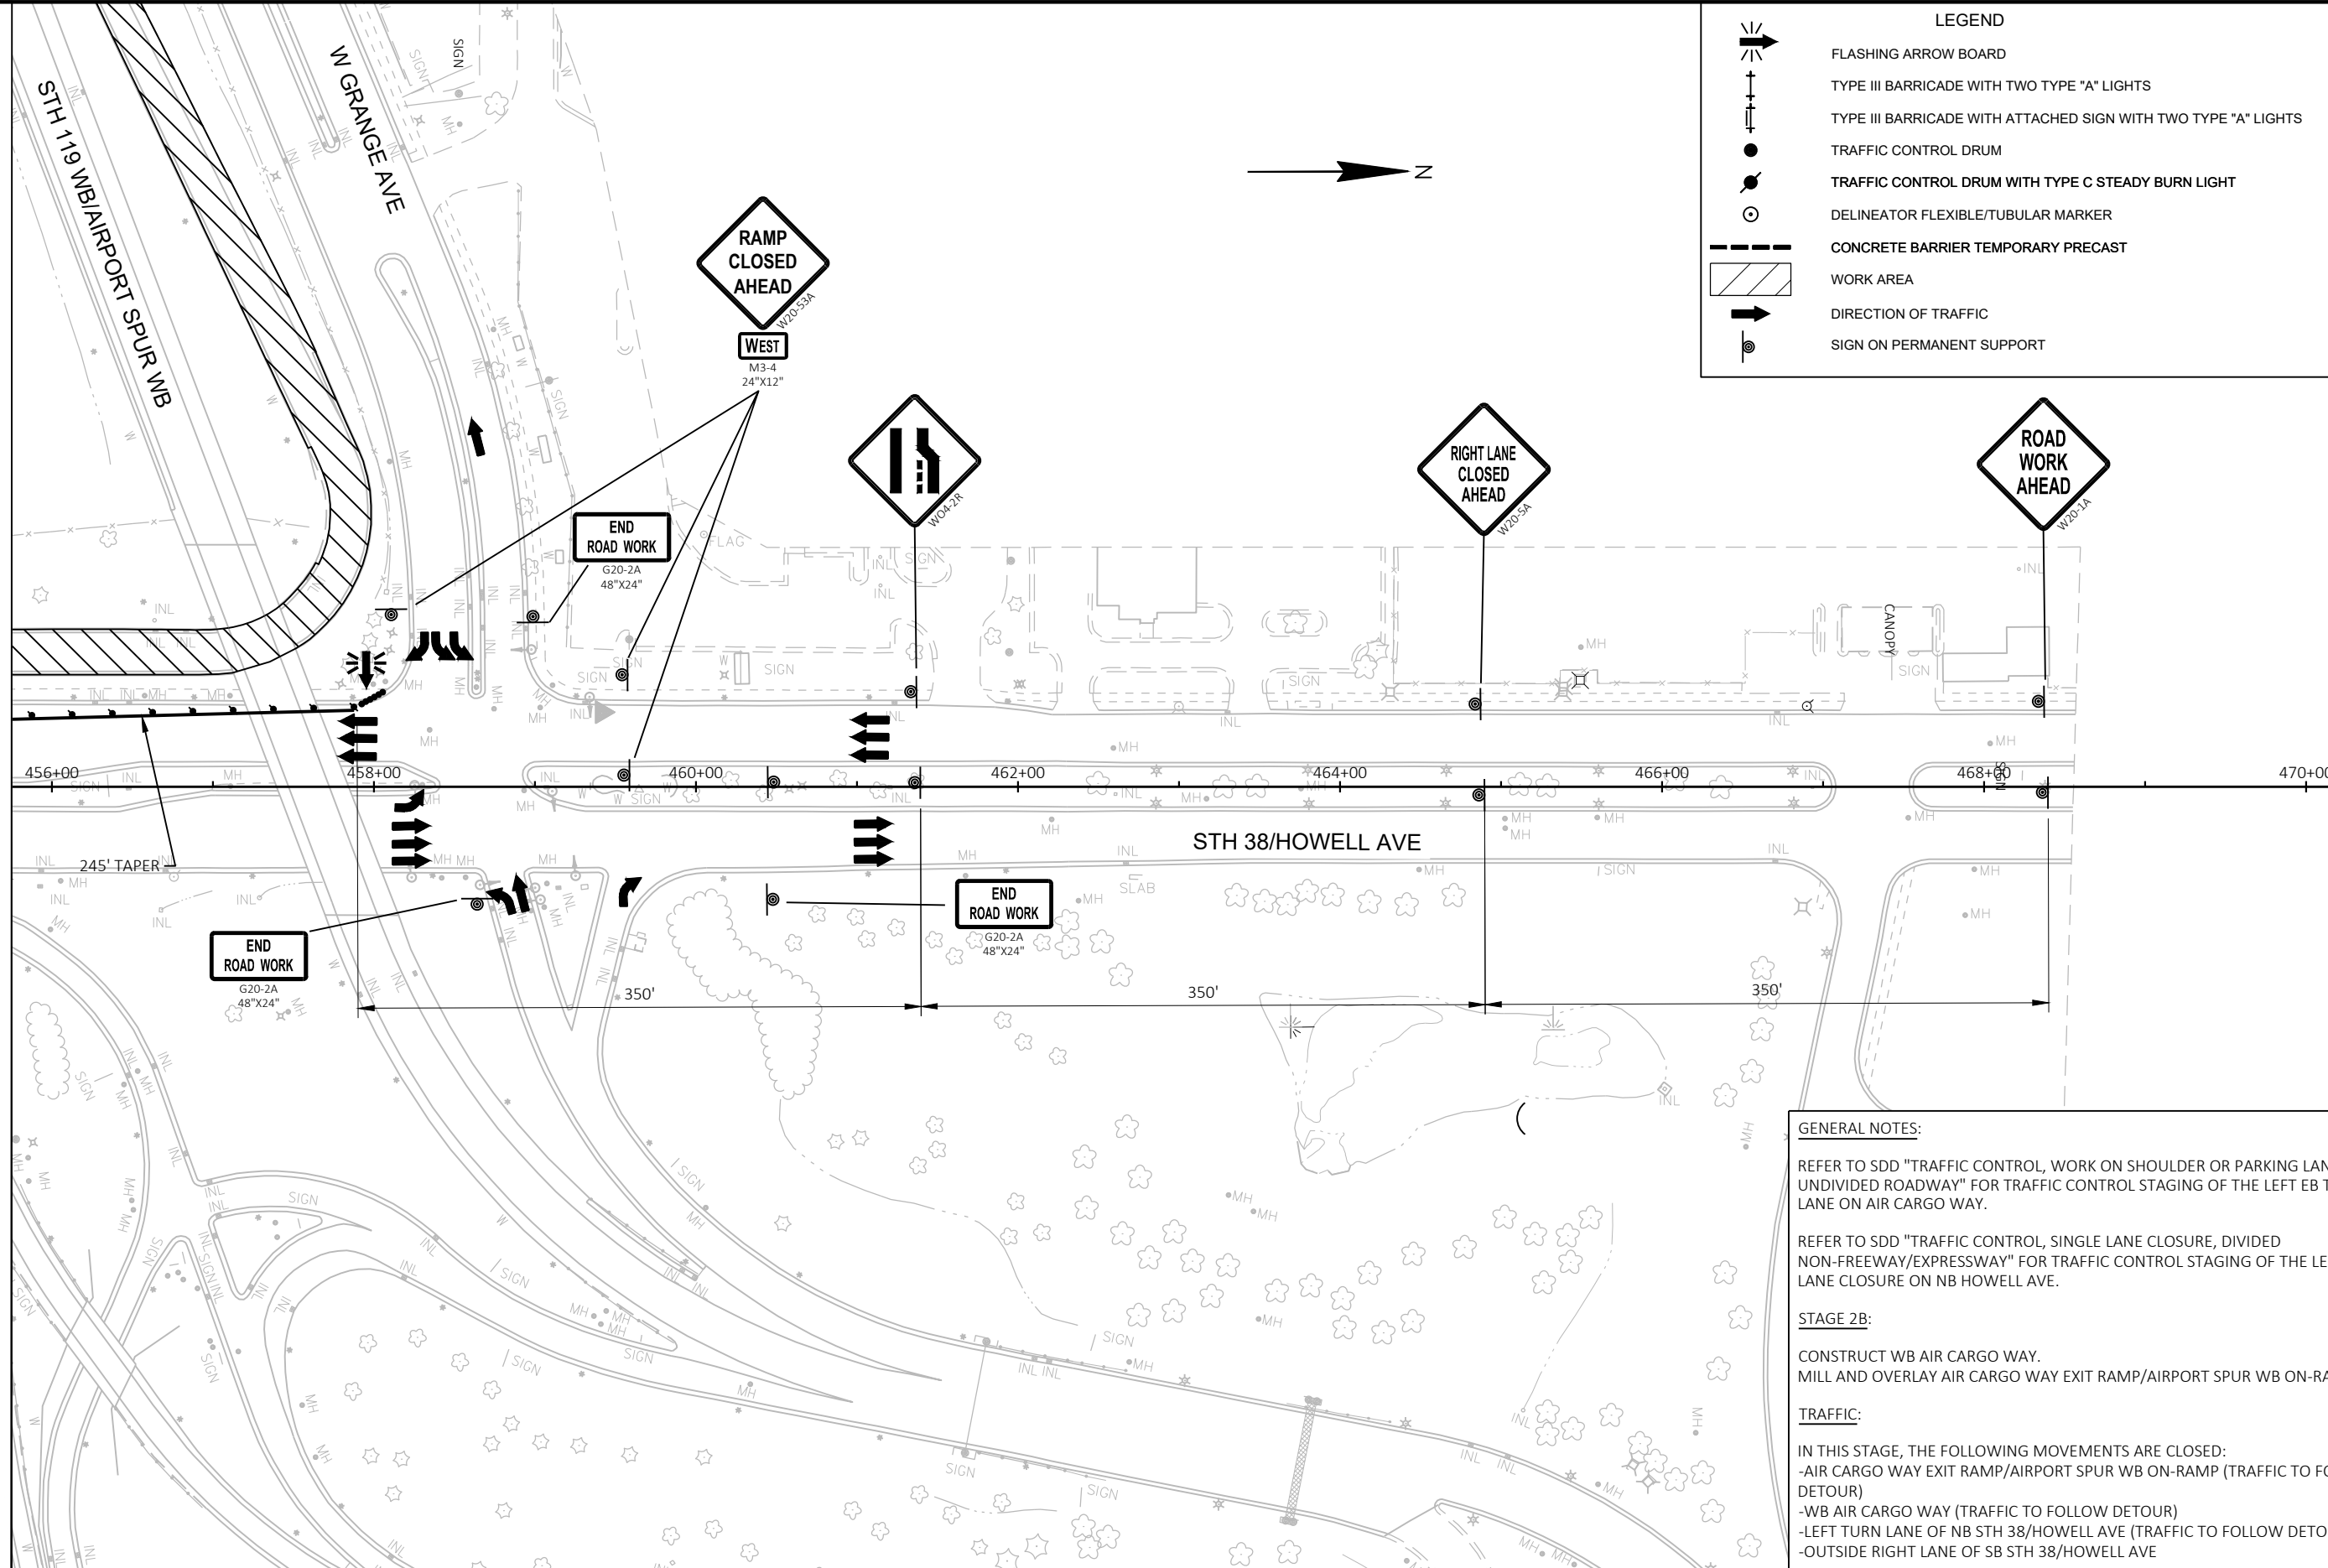 LEGEND
FLASHING ARROW BOARD
TYPE III BARRICADE WITH TWO TYPE "A" LIGHTS
TYPE III BARRICADE WITH ATTACHED SIGN WITH TWO TYPE "A" LIGHTS
TRAFFIC CONTROL DRUM
TRAFFIC CONTROL DRUM WITH TYPE C STEADY BURN LIGHT
DELINEATOR FLEXIBLE/TUBULAR MARKER
CONCRETE BARRIER TEMPORARY PRECAST
WORK AREA
DIRECTION OF TRAFFIC
SIGN ON PERMANENT SUPPORT
N
STH 119 WB/AIRPORT SPUR WB
W GRANGE AVE
SIGN
RAMP
CLOSED
AHEAD
W20-53A
WEST
M3-4
24"X12"
WO4-2R
RIGHT LANE
CLOSED
AHEAD
W20-5A
ROAD
WORK
AHEAD
W20-1A
END
ROAD WORK
G20-2A
48"X24"
FLAG
CANOPY
456+00
458+00
460+00
462+00
464+00
466+00
468+00
470+00
SIGN
STH 38/HOWELL AVE
245' TAPER
SLAB
END
ROAD WORK
G20-2A
48"X24"
END
ROAD WORK
G20-2A
48"X24"
350'
350'
350'
GENERAL NOTES:
REFER TO SDD "TRAFFIC CONTROL, WORK ON SHOULDER OR PARKING LAN
UNDIVIDED ROADWAY" FOR TRAFFIC CONTROL STAGING OF THE LEFT EB T
LANE ON AIR CARGO WAY.
REFER TO SDD "TRAFFIC CONTROL, SINGLE LANE CLOSURE, DIVIDED
NON-FREEWAY/EXPRESSWAY" FOR TRAFFIC CONTROL STAGING OF THE LE
LANE CLOSURE ON NB HOWELL AVE.
STAGE 2B:
CONSTRUCT WB AIR CARGO WAY.
MILL AND OVERLAY AIR CARGO WAY EXIT RAMP/AIRPORT SPUR WB ON-RA
TRAFFIC:
IN THIS STAGE, THE FOLLOWING MOVEMENTS ARE CLOSED:
-AIR CARGO WAY EXIT RAMP/AIRPORT SPUR WB ON-RAMP (TRAFFIC TO FO
DETOUR)
-WB AIR CARGO WAY (TRAFFIC TO FOLLOW DETOUR)
-LEFT TURN LANE OF NB STH 38/HOWELL AVE (TRAFFIC TO FOLLOW DETO
-OUTSIDE RIGHT LANE OF SB STH 38/HOWELL AVE